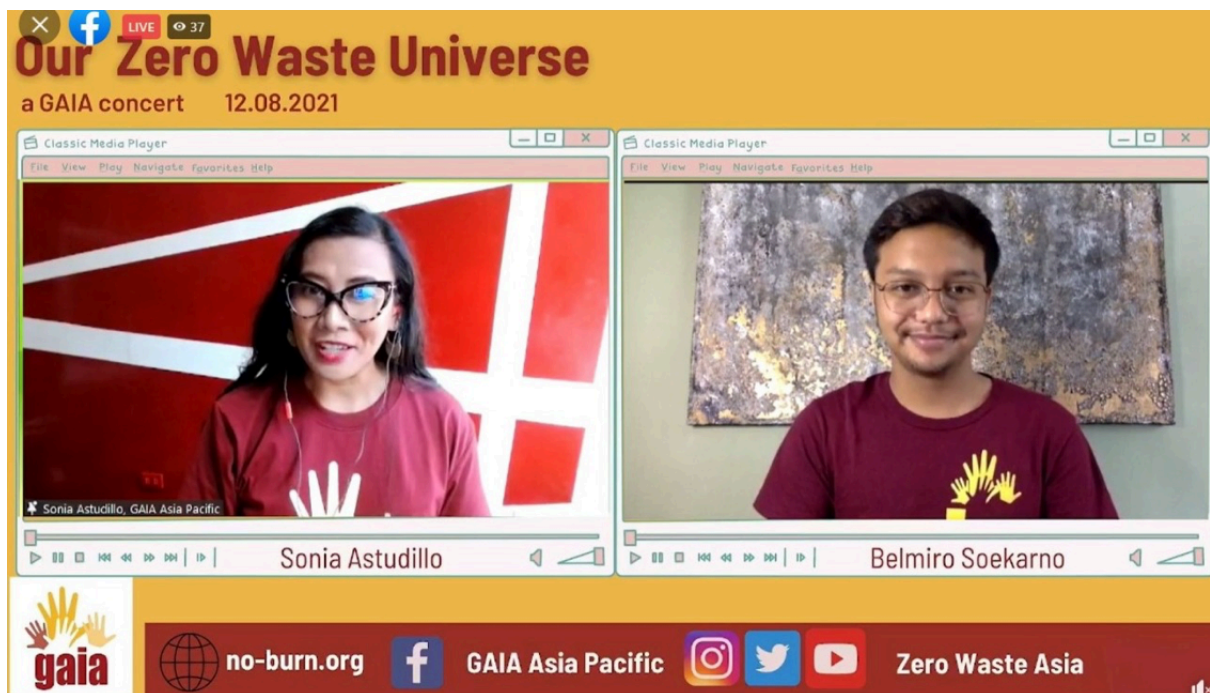 LIVE 37
Our Zero Waste Universe
a GAIA concert 12.08.2021
Classic Media Player
File View Play Navigate Favorites Help
Sonia Astudillo, GAIA Asia Pacific
Sonia Astudillo
Classic Media Player
File View Play Navigate Favorites Help
Belmiro Soekarno
gaia
no-burn.org
GAIA Asia Pacific
Zero Waste Asia